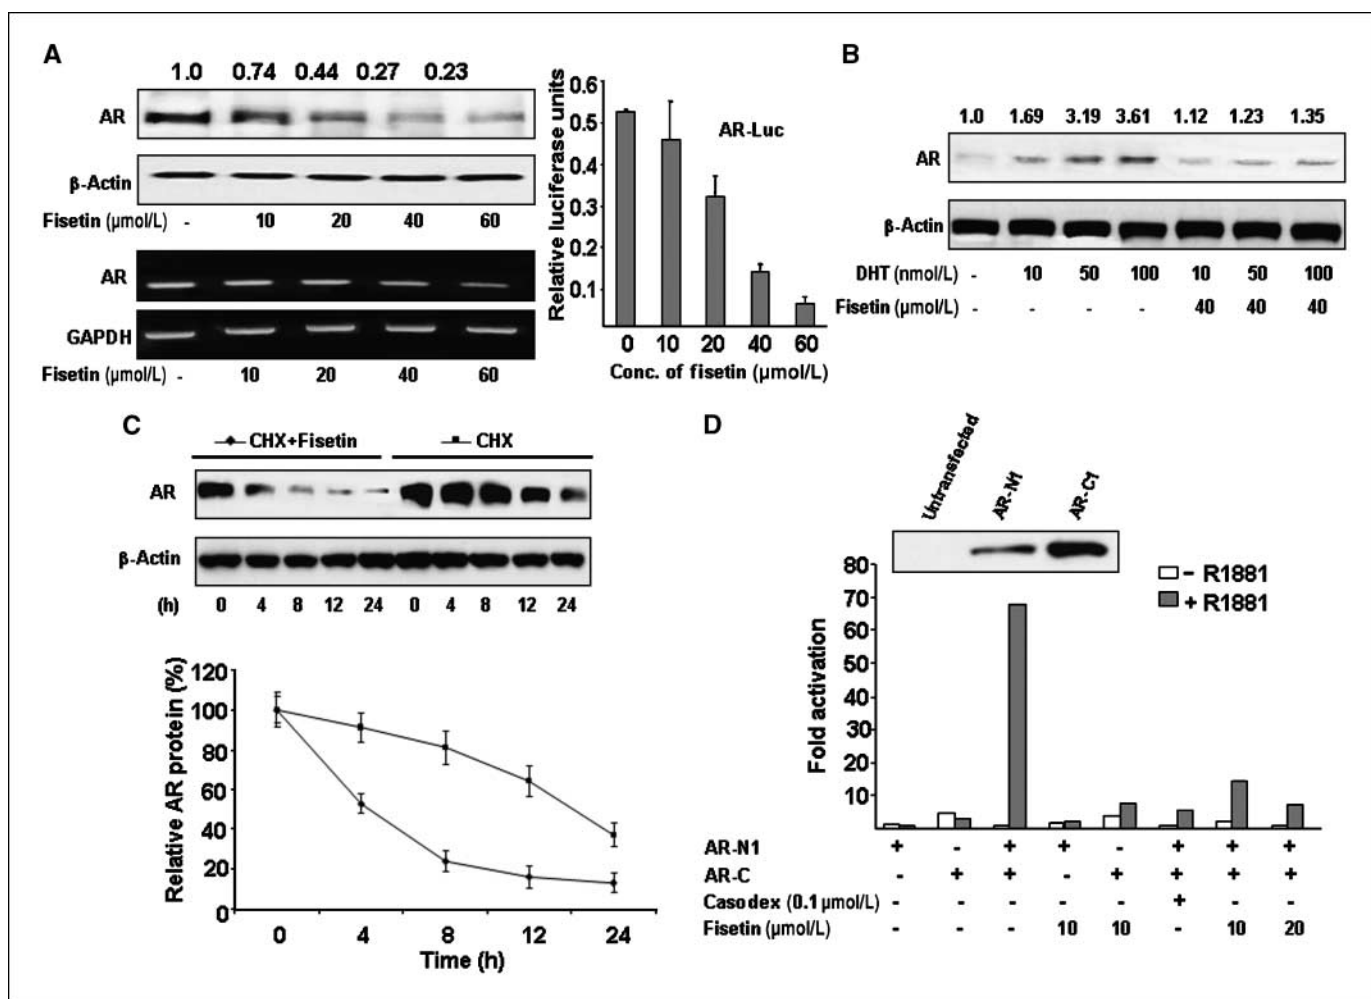 A
1.0 0.74 0.44 0.27 0.23
AR
β-Actin
Fisetin (µmol/L) - 10 20 40 60
AR
GAPDH
Fisetin (µmol/L) - 10 20 40 60
Relative luciferase units
0.6
0.5
0.4
0.3
0.2
0.1
AR-Luc
0 10 20 40 60
Conc. of fisetin (µmol/L)
B
1.0 1.69 3.19 3.61 1.12 1.23 1.35
AR
β-Actin
DHT (nmol/L) - 10 50 100 10 50 100
Fisetin (µmol/L) - - - - 40 40 40
C
CHX+Fisetin CHX
AR
β-Actin
(h) 0 4 8 12 24 0 4 8 12 24
Relative AR protein (%)
120
100
80
60
40
20
0
0 4 8 12 24
Time (h)
D
Untransfected AR-N1 AR-C1
- R1881
+ R1881
Fold activation
80
70
60
50
40
30
20
10
AR-N1 + - + + - + + +
AR-C - + + - + + + +
Casodex (0.1 µmol/L) - - - - - + - -
Fisetin (µmol/L) - - - 10 10 - 10 20